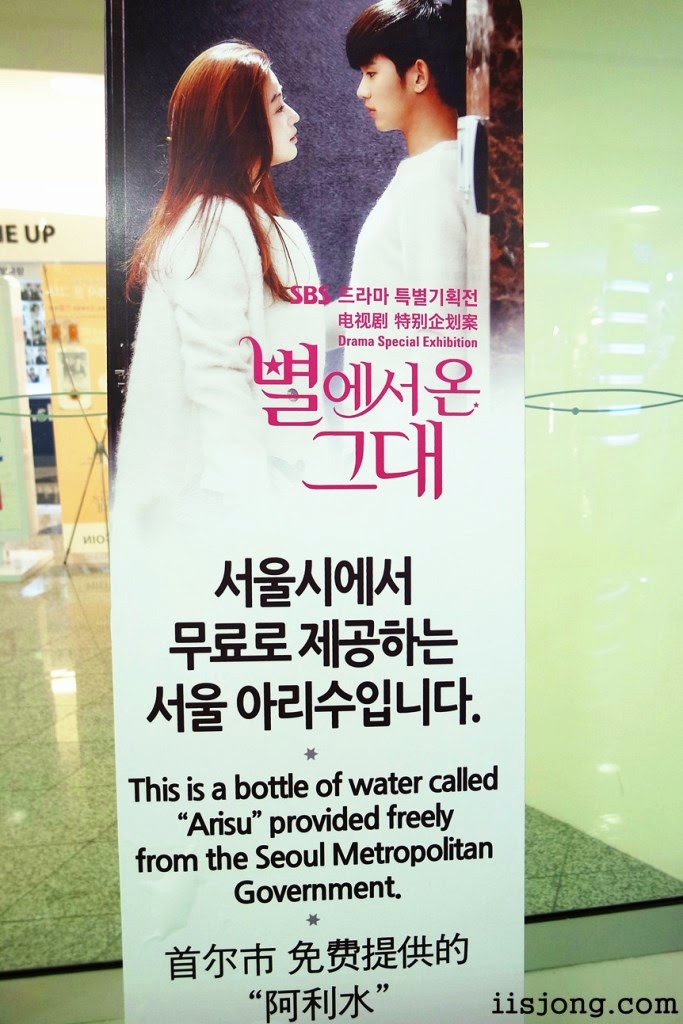 IE UP
SBS 드라마 특별기획전
电视剧 特别企划案
Drama Special Exhibition
별에서 온
그대
서울시에서
무료로 제공하는
서울 아리수입니다.
This is a bottle of water called
“Arisu” provided freely
from the Seoul Metropolitan
Government.
首尔市 免费提供的
“阿利水”
iisjong.com